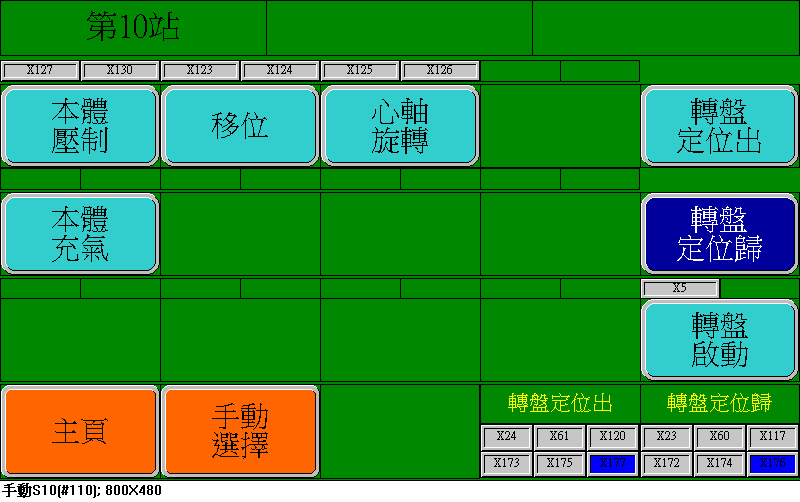 第10站
X127 X130 X123 X124 X125 X126
本體
壓制
移位
心軸
旋轉
轉盤
定位出
本體
充氣
轉盤
定位歸
X5
轉盤
啟動
主頁
手動
選擇
轉盤定位出
轉盤定位歸
X24 X61 X120 X23 X60 X117
X173 X175 X177 X172 X174 X176
手動S10(#110); 800X480